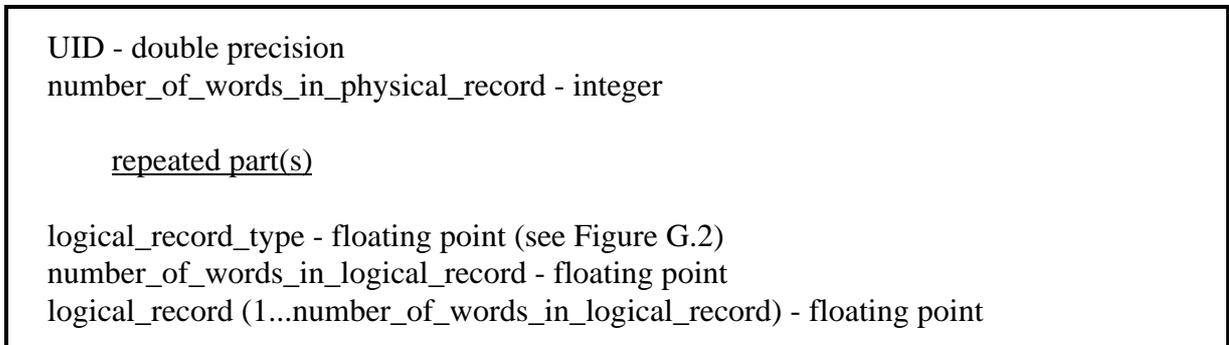 UID - double precision
number_of_words_in_physical_record - integer
repeated part(s)
logical_record_type - floating point (see Figure G.2)
number_of_words_in_logical_record - floating point
logical_record (1...number_of_words_in_logical_record) - floating point